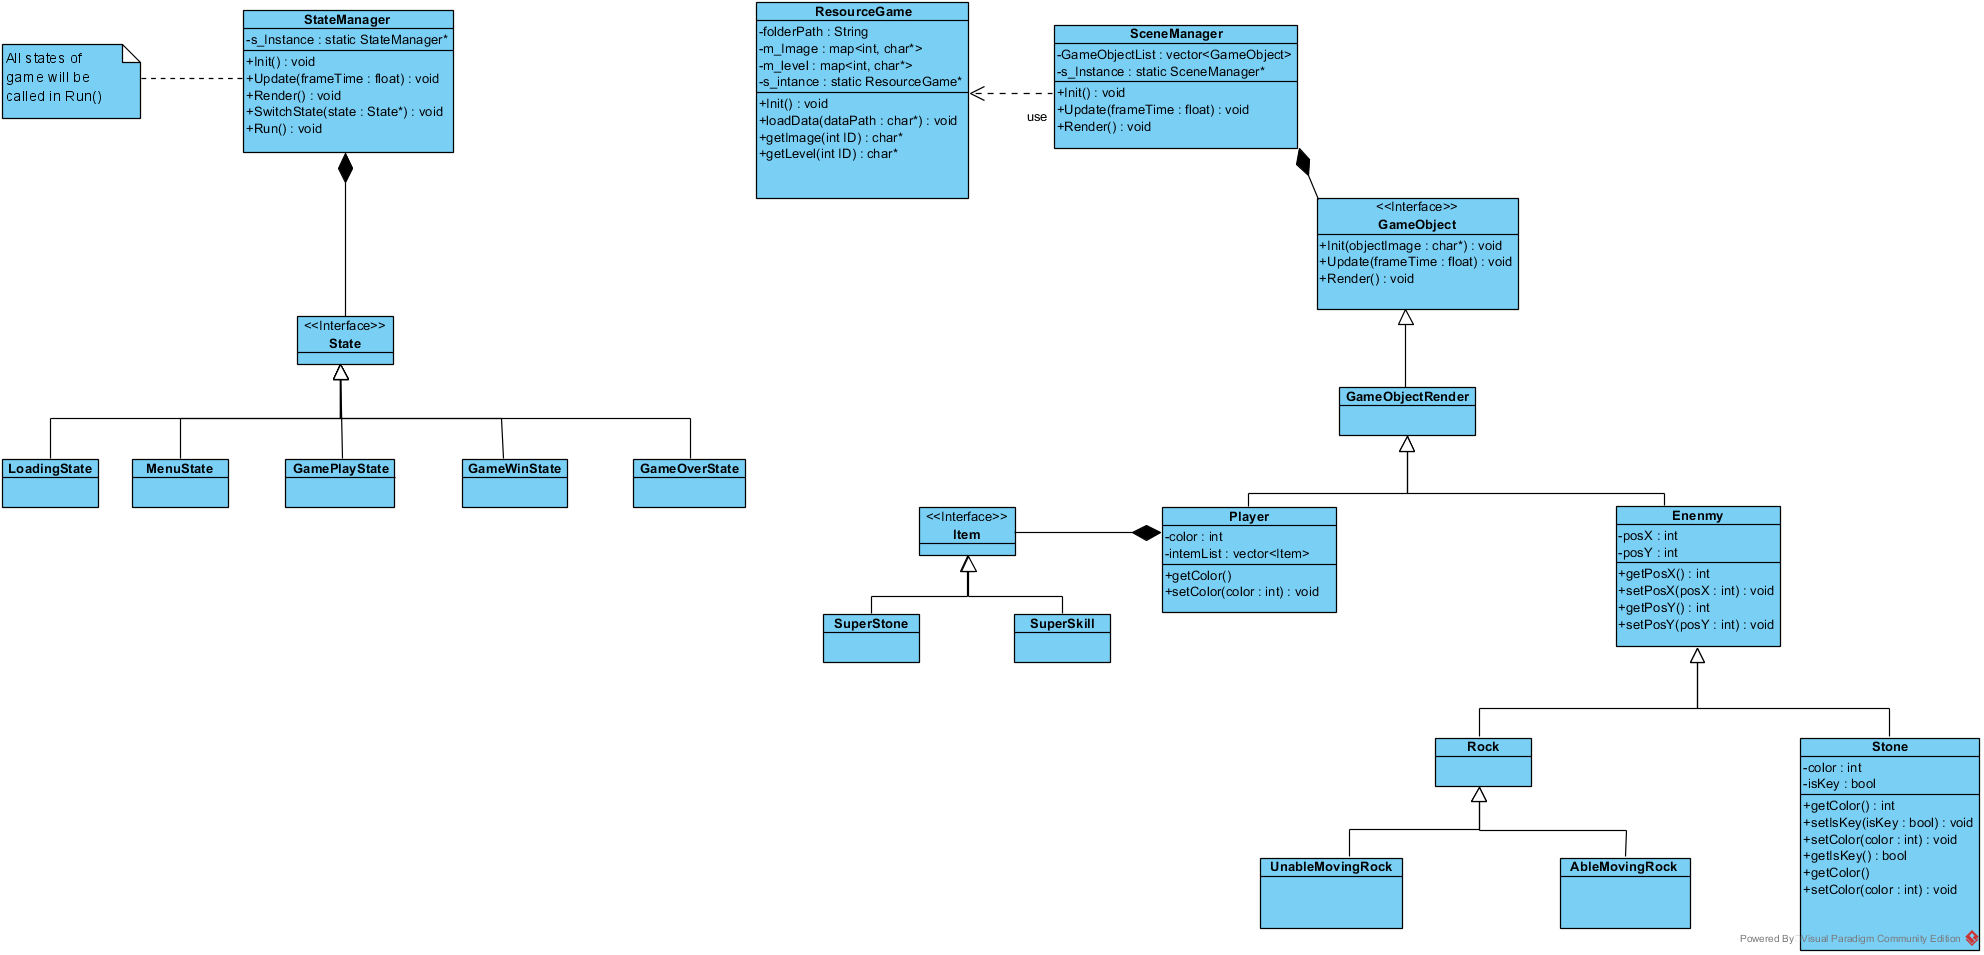 All states of
game will be
called in Run()
StateManager
-s_Instance : static StateManager*
+Init() : void
+Update(frameTime : float) : void
+Render() : void
+SwitchState(state : State*) : void
+Run() : void
<<Interface>>
State
LoadingState
MenuState
GamePlayState
GameWinState
GameOverState
ResourceGame
-folderPath : String
-m_Image : map<int, char*>
-m_level : map<int, char*>
-s_intance : static ResourceGame*
+Init() : void
+loadData(dataPath : char*) : void
+getImage(int ID) : char*
+getLevel(int ID) : char*
use
SceneManager
-GameObjectList : vector<GameObject>
-s_Instance : static SceneManager*
+Init() : void
+Update(frameTime : float) : void
+Render() : void
<<Interface>>
GameObject
+Init(objectImage : char*) : void
+Update(frameTime : float) : void
+Render() : void
GameObjectRender
<<Interface>>
Item
SuperStone
SuperSkill
Player
-color : int
-intemList : vector<Item>
+getColor()
+setColor(color : int) : void
Enenmy
-posX : int
-posY : int
+getPosX() : int
+setPosX(posX : int) : void
+getPosY() : int
+setPosY(posY : int) : void
Rock
UnableMovingRock
AbleMovingRock
Stone
-color : int
-isKey : bool
+getColor() : int
+setIsKey(isKey : bool) : void
+setColor(color : int) : void
+getIsKey() : bool
+getColor()
+setColor(color : int) : void
Powered By Visual Paradigm Community Edition